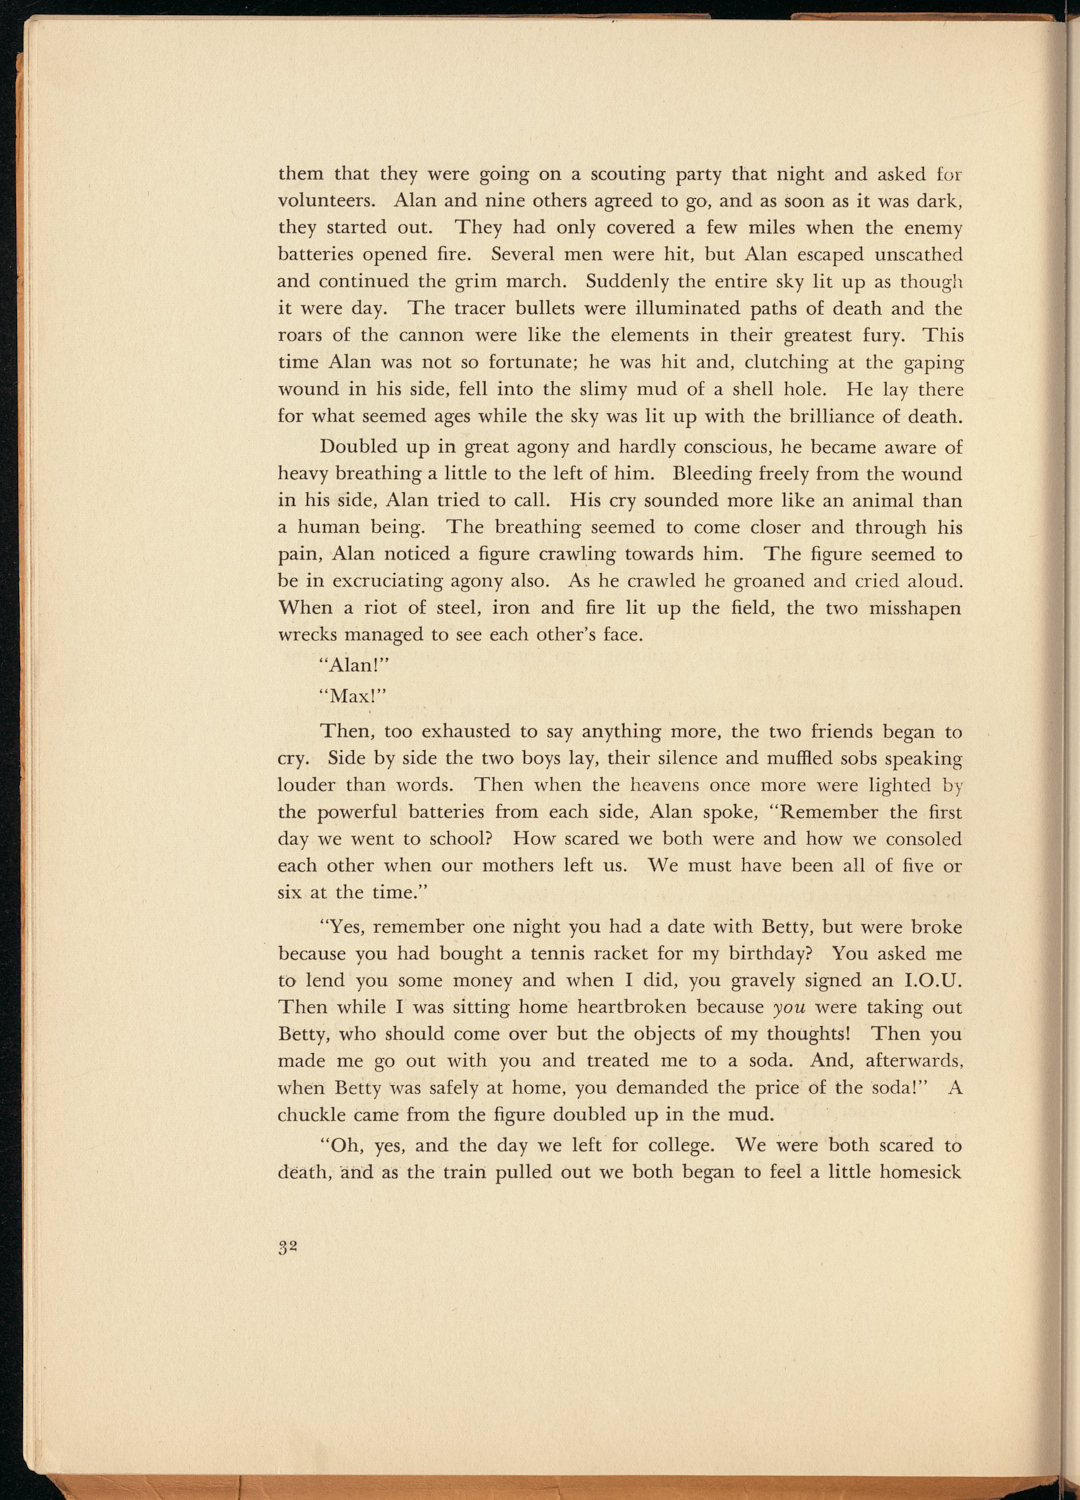 them that they were going on a scouting party that night and asked for
volunteers. Alan and nine others agreed to go, and as soon as it was dark,
they started out. They had only covered a few miles when the enemy
batteries opened fire. Several men were hit, but Alan escaped unscathed
and continued the grim march. Suddenly the entire sky lit up as though
it were day. The tracer bullets were illuminated paths of death and the
roars of the cannon were like the elements in their greatest fury. This
time Alan was not so fortunate; he was hit and, clutching at the gaping
wound in his side, fell into the slimy mud of a shell hole. He lay there
for what seemed ages while the sky was lit up with the brilliance of death.
Doubled up in great agony and hardly conscious, he became aware of
heavy breathing a little to the left of him. Bleeding freely from the wound
in his side, Alan tried to call. His cry sounded more like an animal than
a human being. The breathing seemed to come closer and through his
pain, Alan noticed a figure crawling towards him. The figure seemed to
be in excruciating agony also. As he crawled he groaned and cried aloud.
When a riot of steel, iron and fire lit up the field, the two misshapen
wrecks managed to see each other's face.
"Alan!"
"Max!"
Then, too exhausted to say anything more, the two friends began to
cry. Side by side the two boys lay, their silence and muffled sobs speaking
louder than words. Then when the heavens once more were lighted by
the powerful batteries from each side, Alan spoke, "Remember the first
day we went to school? How scared we both were and how we consoled
each other when our mothers left us. We must have been all of five or
six at the time."
"Yes, remember one night you had a date with Betty, but were broke
because you had bought a tennis racket for my birthday? You asked me
to lend you some money and when I did, you gravely signed an I.O.U.
Then while I was sitting home heartbroken because you were taking out
Betty, who should come over but the objects of my thoughts! Then you
made me go out with you and treated me to a soda. And, afterwards,
when Betty was safely at home, you demanded the price of the soda!" A
chuckle came from the figure doubled up in the mud.
"Oh, yes, and the day we left for college. We were both scared to
death, and as the train pulled out we both began to feel a little homesick
32